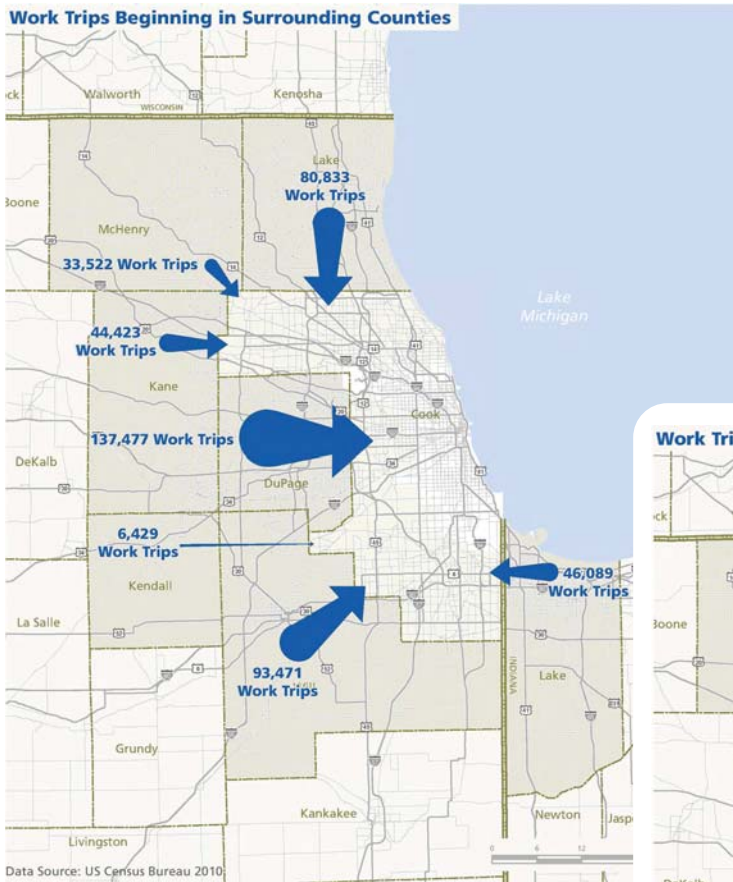 Work Trips Beginning in Surrounding Counties
Walworth
WISCONSIN
Kenosha
Lake
80,833
Work Trips
Boone
McHenry
33,522 Work Trips
Lake
Michigan
44,423
Work Trips
Kane
Cook
137,477 Work Trips
Work Tri
DeKalb
DuPage
6,429
Work Trips
Kendall
46,089
Work Trips
La Salle
Boone
93,471
Work Trips
INDIANA
Lake
Grundy
Kankakee
Newton
Jasp
Livingston
0 6 12
Data Source: US Census Bureau 2010